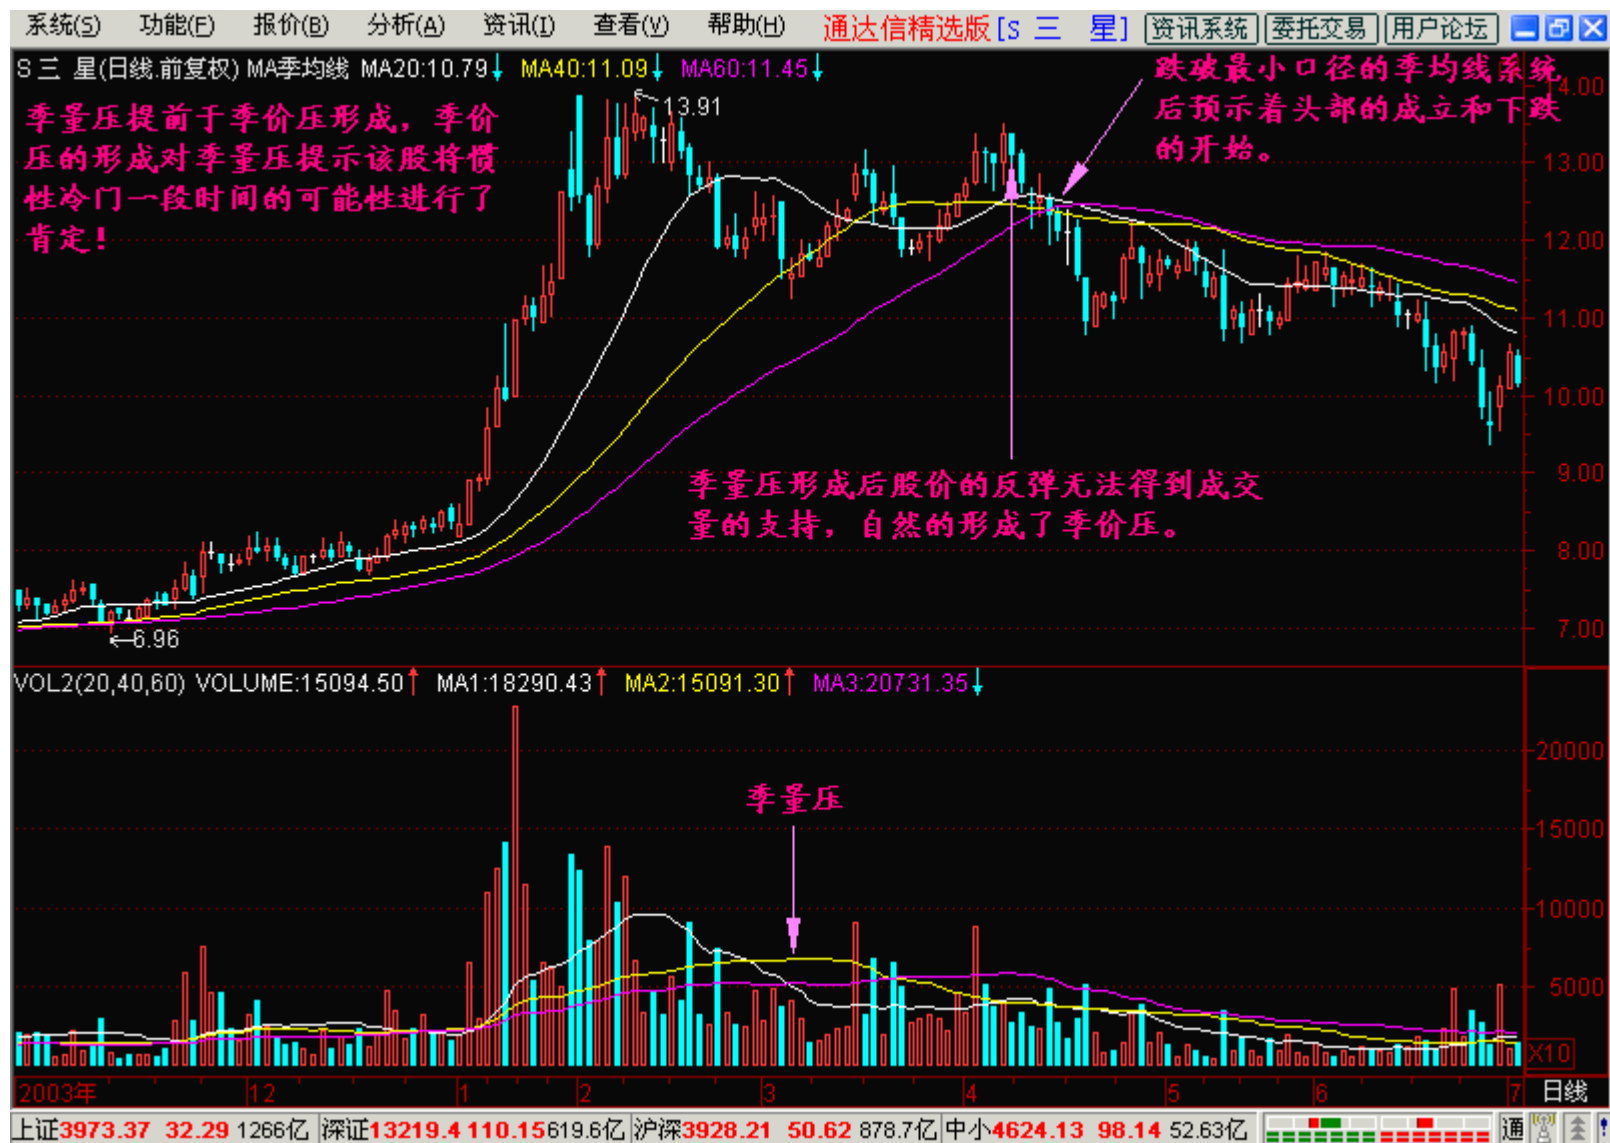 系统(S) 功能(F) 报价(B) 分析(A) 资讯(I) 查看(V) 帮助(H) 通达信精选版[S 三 星] 资讯系统 委托交易 用户论坛
S 三 星(日线.前复权) MA季均线 MA20:10.79↓ MA40:11.09↓ MA60:11.45↓
跌破最小口径的季均线系统
后预示着头部的成立和下跌
的开始。
季量压提前于季价压形成，季价
压的形成对季量压提示该股将惯
性冷门一段时间的可能性进行了
肯定！
13.91
14.00
13.00
12.00
11.00
10.00
9.00
8.00
7.00
季量压形成后股价的反弹无法得到成交
量的支持，自然的形成了季价压。
6.96
VOL2(20,40,60) VOLUME:15094.50↑ MA1:18290.43↑ MA2:15091.30↑ MA3:20731.35↓
季量压
20000
15000
10000
5000
X10
2003年 12 1 2 3 4 5 6 7 日线
上证3973.37 32.29 1266亿 深证13219.4 110.15 619.6亿 沪深3928.21 50.62 878.7亿 中小4624.13 98.14 52.63亿 通